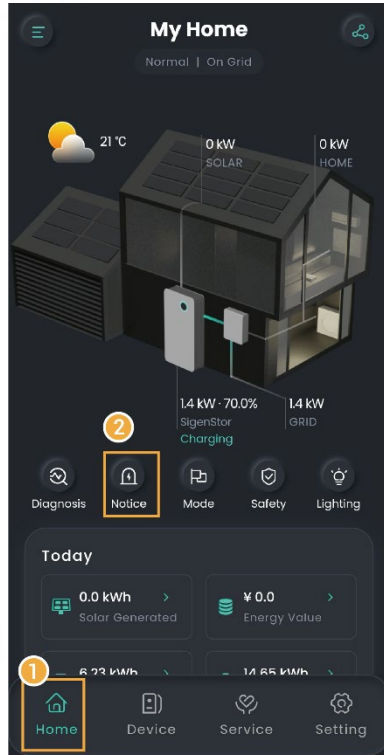 My Home
Normal | On Grid
21 °C
0 kW
SOLAR
0 kW
HOME
1.4 kW · 70.0%
SigenStor
Charging
1.4 kW
GRID
2
Diagnosis
Notice
Mode
Safety
Lighting
Today
0.0 kWh
Solar Generated
¥ 0.0
Energy Value
6.23 kWh
14.65 kWh
1
Home
Device
Service
Setting